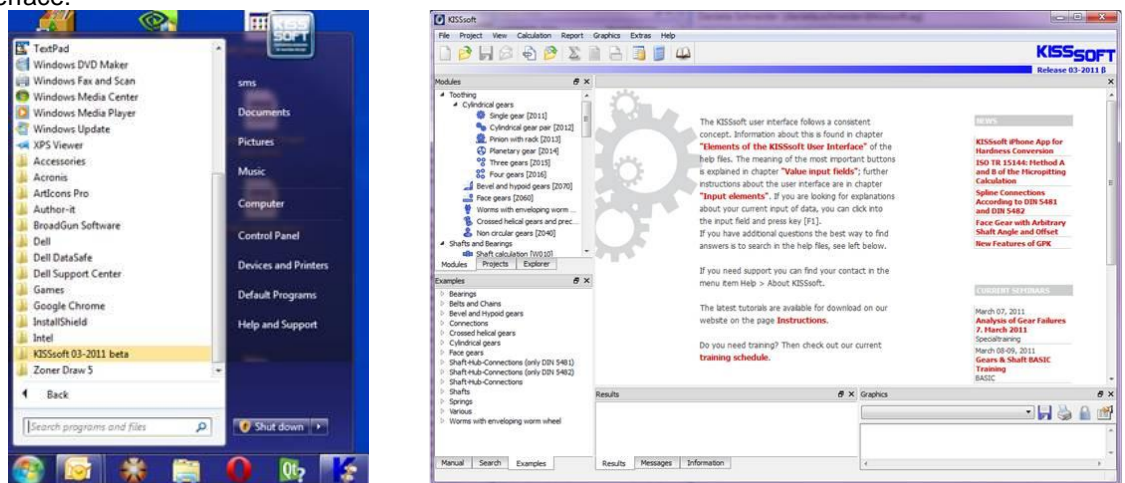 erface.
KISS
SOFT
TextPad
Windows DVD Maker
Windows Fax and Scan
Windows Media Center
Windows Media Player
Windows Update
XPS Viewer
Accessories
Acronis
ArtIcons Pro
Author-it
BroadGun Software
Dell
Dell DataSafe
Dell Support Center
Games
Google Chrome
InstallShield
Intel
KISSsoft 03-2011 beta
Zoner Draw 5
Back
Search programs and files
sms
Documents
Pictures
Music
Computer
Control Panel
Devices and Printers
Default Programs
Help and Support
Shut down
Qt
KISSsoft
File Project View Calculation Report Graphics Extras Help
KISSsoft
Release 03-2011 β
Modules
Toothing
Cylindrical gears
Single gear [Z011]
Cylindrical gear pair [Z012]
Pinion with rack [Z013]
Planetary gear [Z014]
Three gears [Z015]
Four gears [Z016]
Bevel and hypoid gears [Z070]
Face gears [Z060]
Worms with enveloping worm ...
Crossed helical gears and prec...
Non circular gears [Z040]
Shafts and Bearings
Shaft calculation [W010]
Modules Projects Explorer
Examples
Bearings
Belts and Chains
Bevel and Hypoid gears
Connections
Crossed helical gears
Cylindrical gears
Face gears
Shaft-Hub-Connections (only DIN 5481)
Shaft-Hub-Connections (only DIN 5482)
Shaft-Hub-Connections
Shafts
Springs
Various
Worms with enveloping worm wheel
Manual Search Examples
The KISSsoft user interface follows a consistent
concept. Information about this is found in chapter
"Elements of the KISSsoft User Interface" of the
help files. The meaning of the most important buttons
is explained in chapter "Value input fields"; further
instructions about the user interface are in chapter
"Input elements". If you are looking for explanations
about your current input of data, you can click into
the input field and press key [F1].
If you have additional questions the best way to find
answers is to search in the help files, see left below.
If you need support you can find your contact in the
menu item Help > About KISSsoft.
The latest tutorials are available for download on our
website on the page Instructions.
Do you need training? Then check out our current
training schedule.
NEWS
KISSsoft iPhone App for
Hardness Conversion
ISO TR 15144: Method A
and B of the Micropitting
Calculation
Spline Connections
According to DIN 5481
and DIN 5482
Face Gear with Arbitrary
Shaft Angle and Offset
New Features of GPK
CURRENT SEMINARS
March 07, 2011
Analysis of Gear Failures
7. March 2011
Specialtraining
March 08-09, 2011
Gears & Shaft BASIC
Training
BASIC
Results
Graphics
Results Messages Information